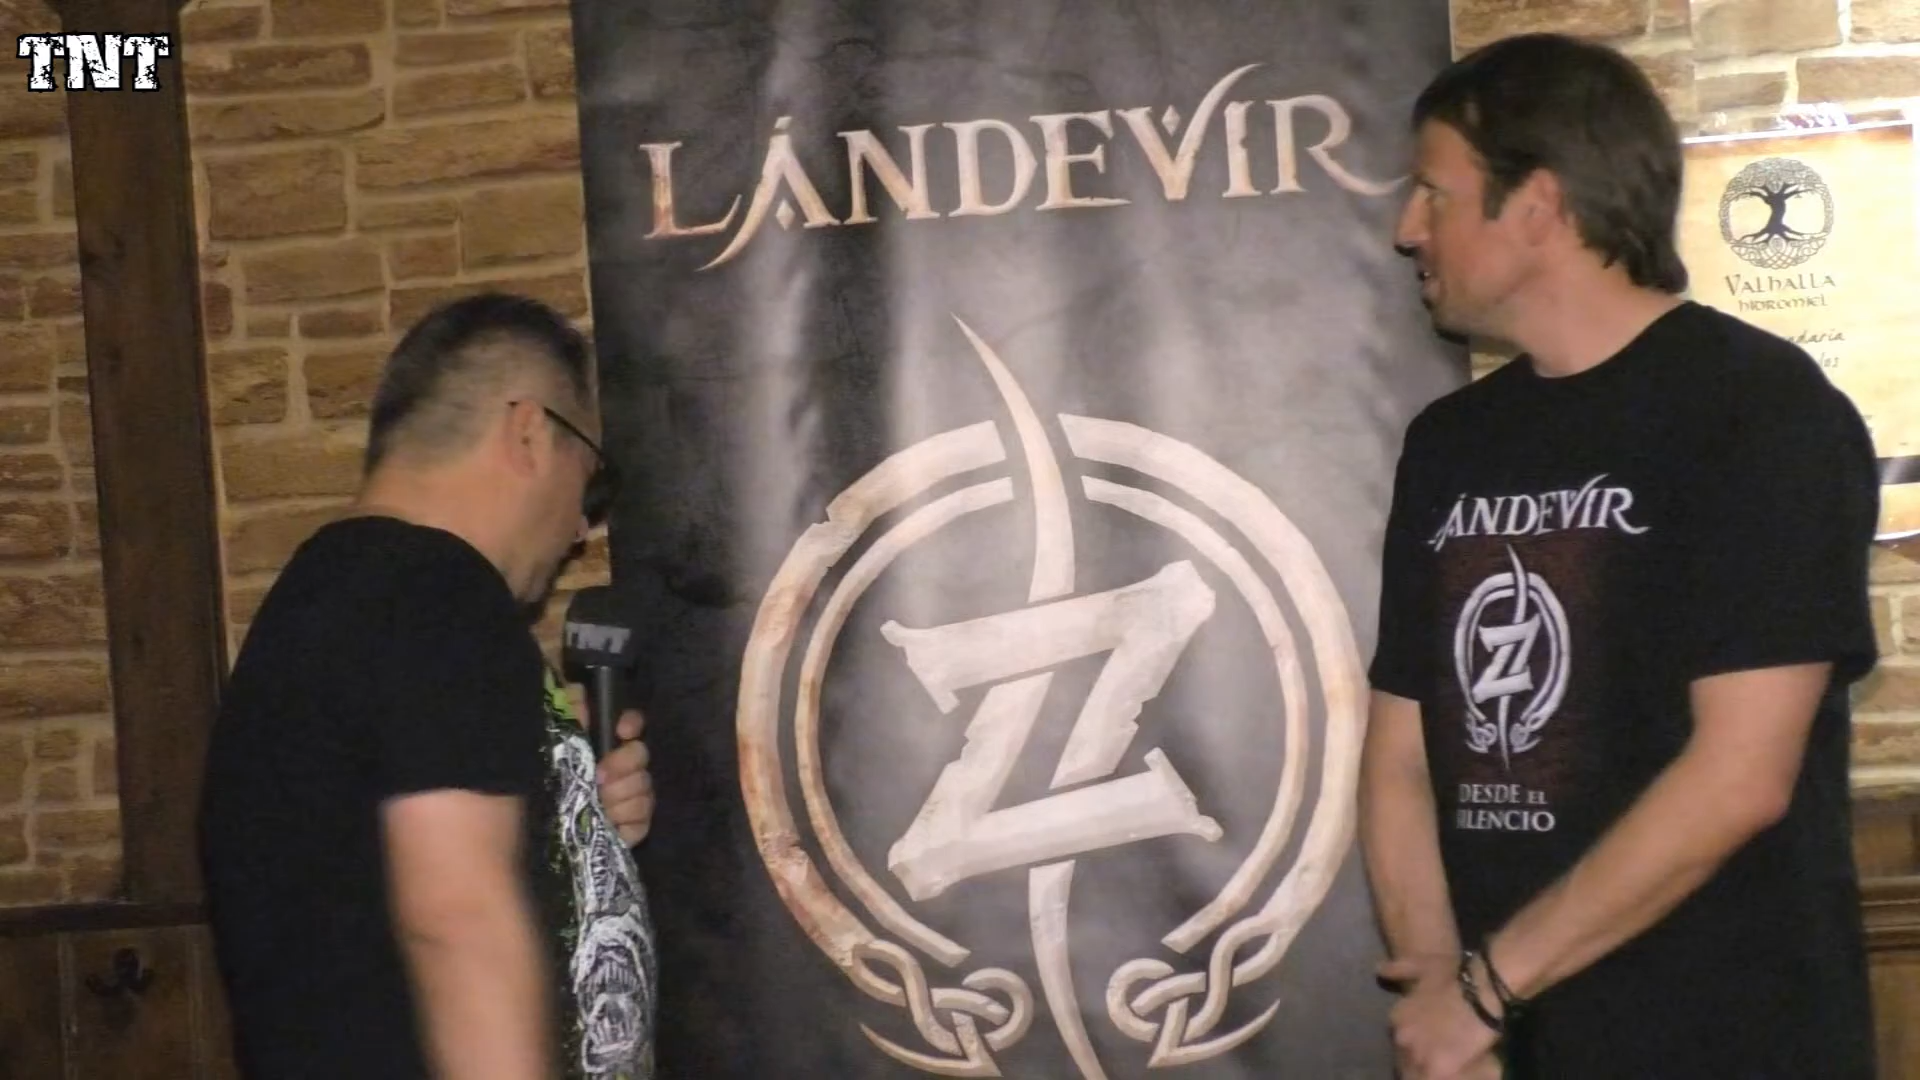 TNT
LÁNDEVIR
Z
VALHALLA
HIDROMIEL
LÁNDEVIR
Z
DESDE EL
SILENCIO
TNT